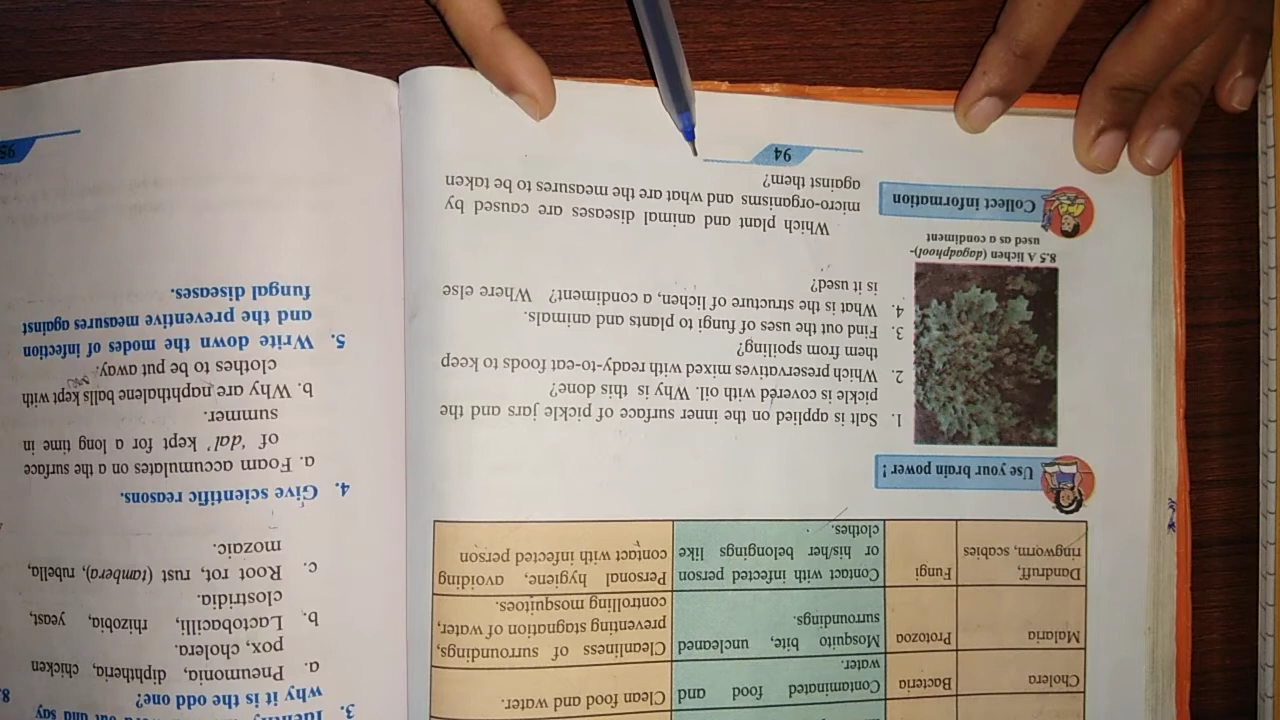 Cholera
Bacteria
Contaminated food and
water.
Clean food and water.
Malaria
Protozoa
Mosquito bite, uncleaned
surroundings.
Cleanliness of surroundings,
preventing stagnation of water,
controlling mosquitoes.
Dandruff,
ringworm, scabies
Fungi
Contact with infected person
or his/her belongings like
clothes.
Personal hygiene, avoiding
contact with infected person
Use your brain power !
1. Salt is applied on the inner surface of pickle jars and the
pickle is covered with oil. Why is this done?
2. Which preservatives mixed with ready-to-eat foods to keep
them from spoiling?
3. Find out the uses of fungi to plants and animals.
4. What is the structure of lichen, a condiment? Where else
is it used?
8.5 A lichen (dagadphool)-
used as a condiment
Collect information
Which plant and animal diseases are caused by
micro-organisms and what are the measures to be taken
against them?
94
3. Identify out and say
why it is the odd one?
a. Pneumonia, diphtheria, chicken
pox, cholera.
b. Lactobacilli, rhizobia, yeast,
clostridia.
c. Root rot, rust (tambera), rubella,
mozaic.
4. Give scientific reasons.
a. Foam accumulates on a the surface
of 'dal' kept for a long time in
summer.
b. Why are naphthalene balls kept with
clothes to be put away.
5. Write down the modes of infection
and the preventive measures against
fungal diseases.
95